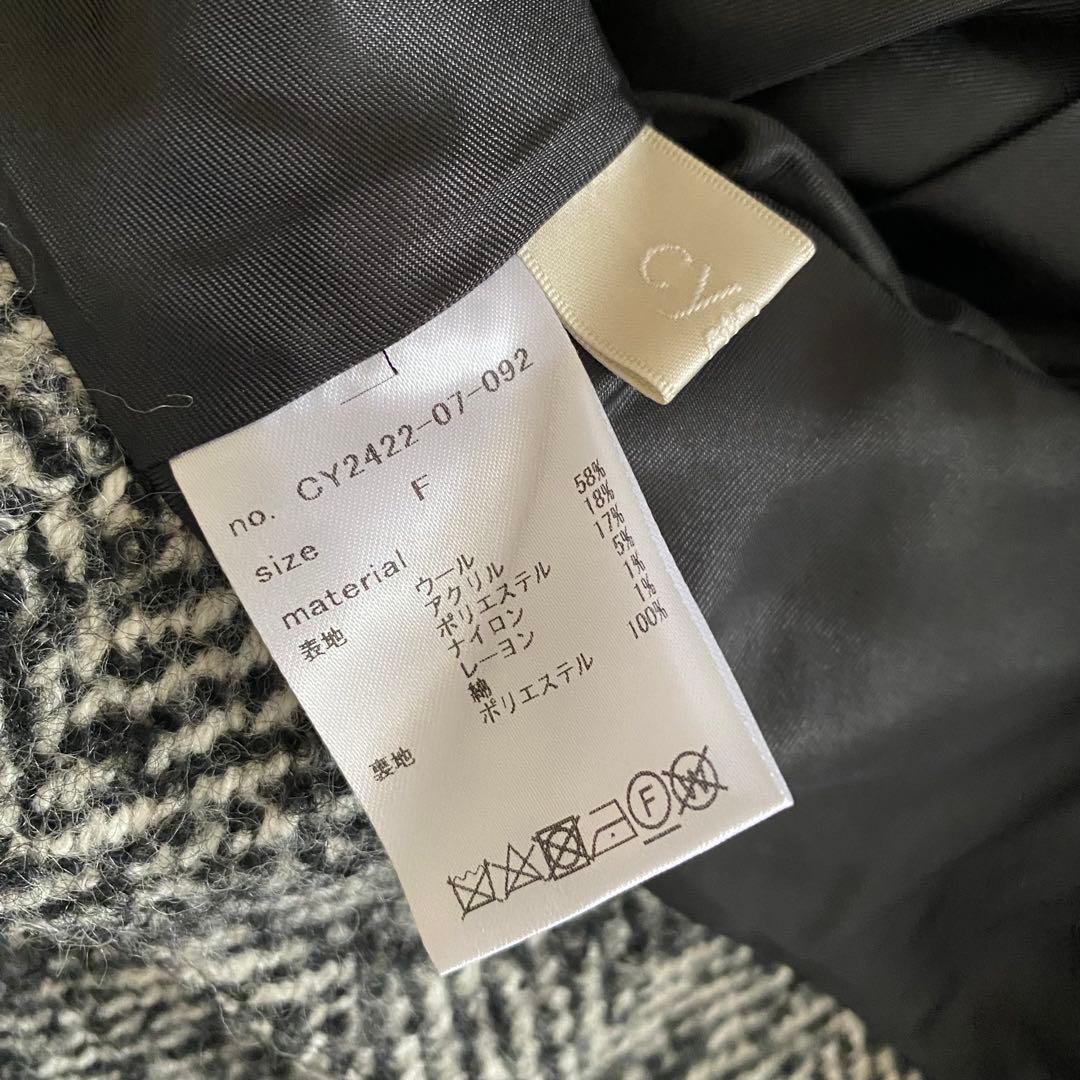 CY
no. CY2422-07-092
size F
material
表地 ウール 58%
アクリル 18%
ポリエステル 17%
ナイロン 5%
レーヨン 1%
綿 1%
裏地 ポリエステル 100%
F
W